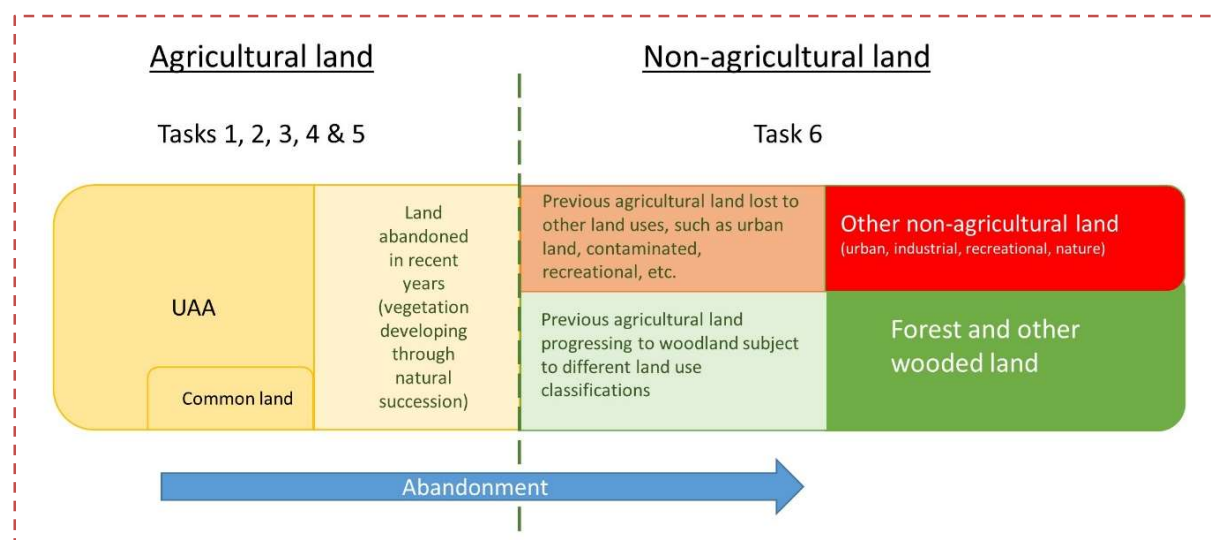 Agricultural land
Non-agricultural land
Tasks 1, 2, 3, 4 & 5
Task 6
UAA
Common land
Land
abandoned
in recent
years
(vegetation
developing
through
natural
succession)
Previous agricultural land lost to
other land uses, such as urban
land, contaminated,
recreational, etc.
Previous agricultural land
progressing to woodland subject
to different land use
classifications
Other non-agricultural land
(urban, industrial, recreational, nature)
Forest and other
wooded land
Abandonment